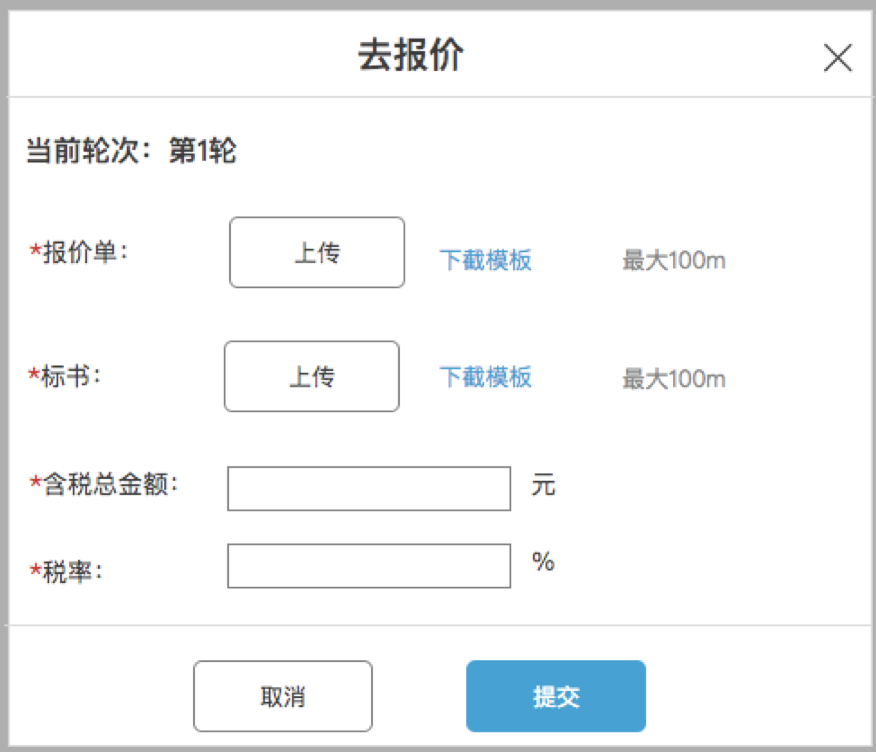 去报价
当前轮次：第1轮
*报价单：  上传  下截模板  最大100m
*标书：  上传  下截模板  最大100m
*含税总金额：  元
*税率：  %
取消  提交